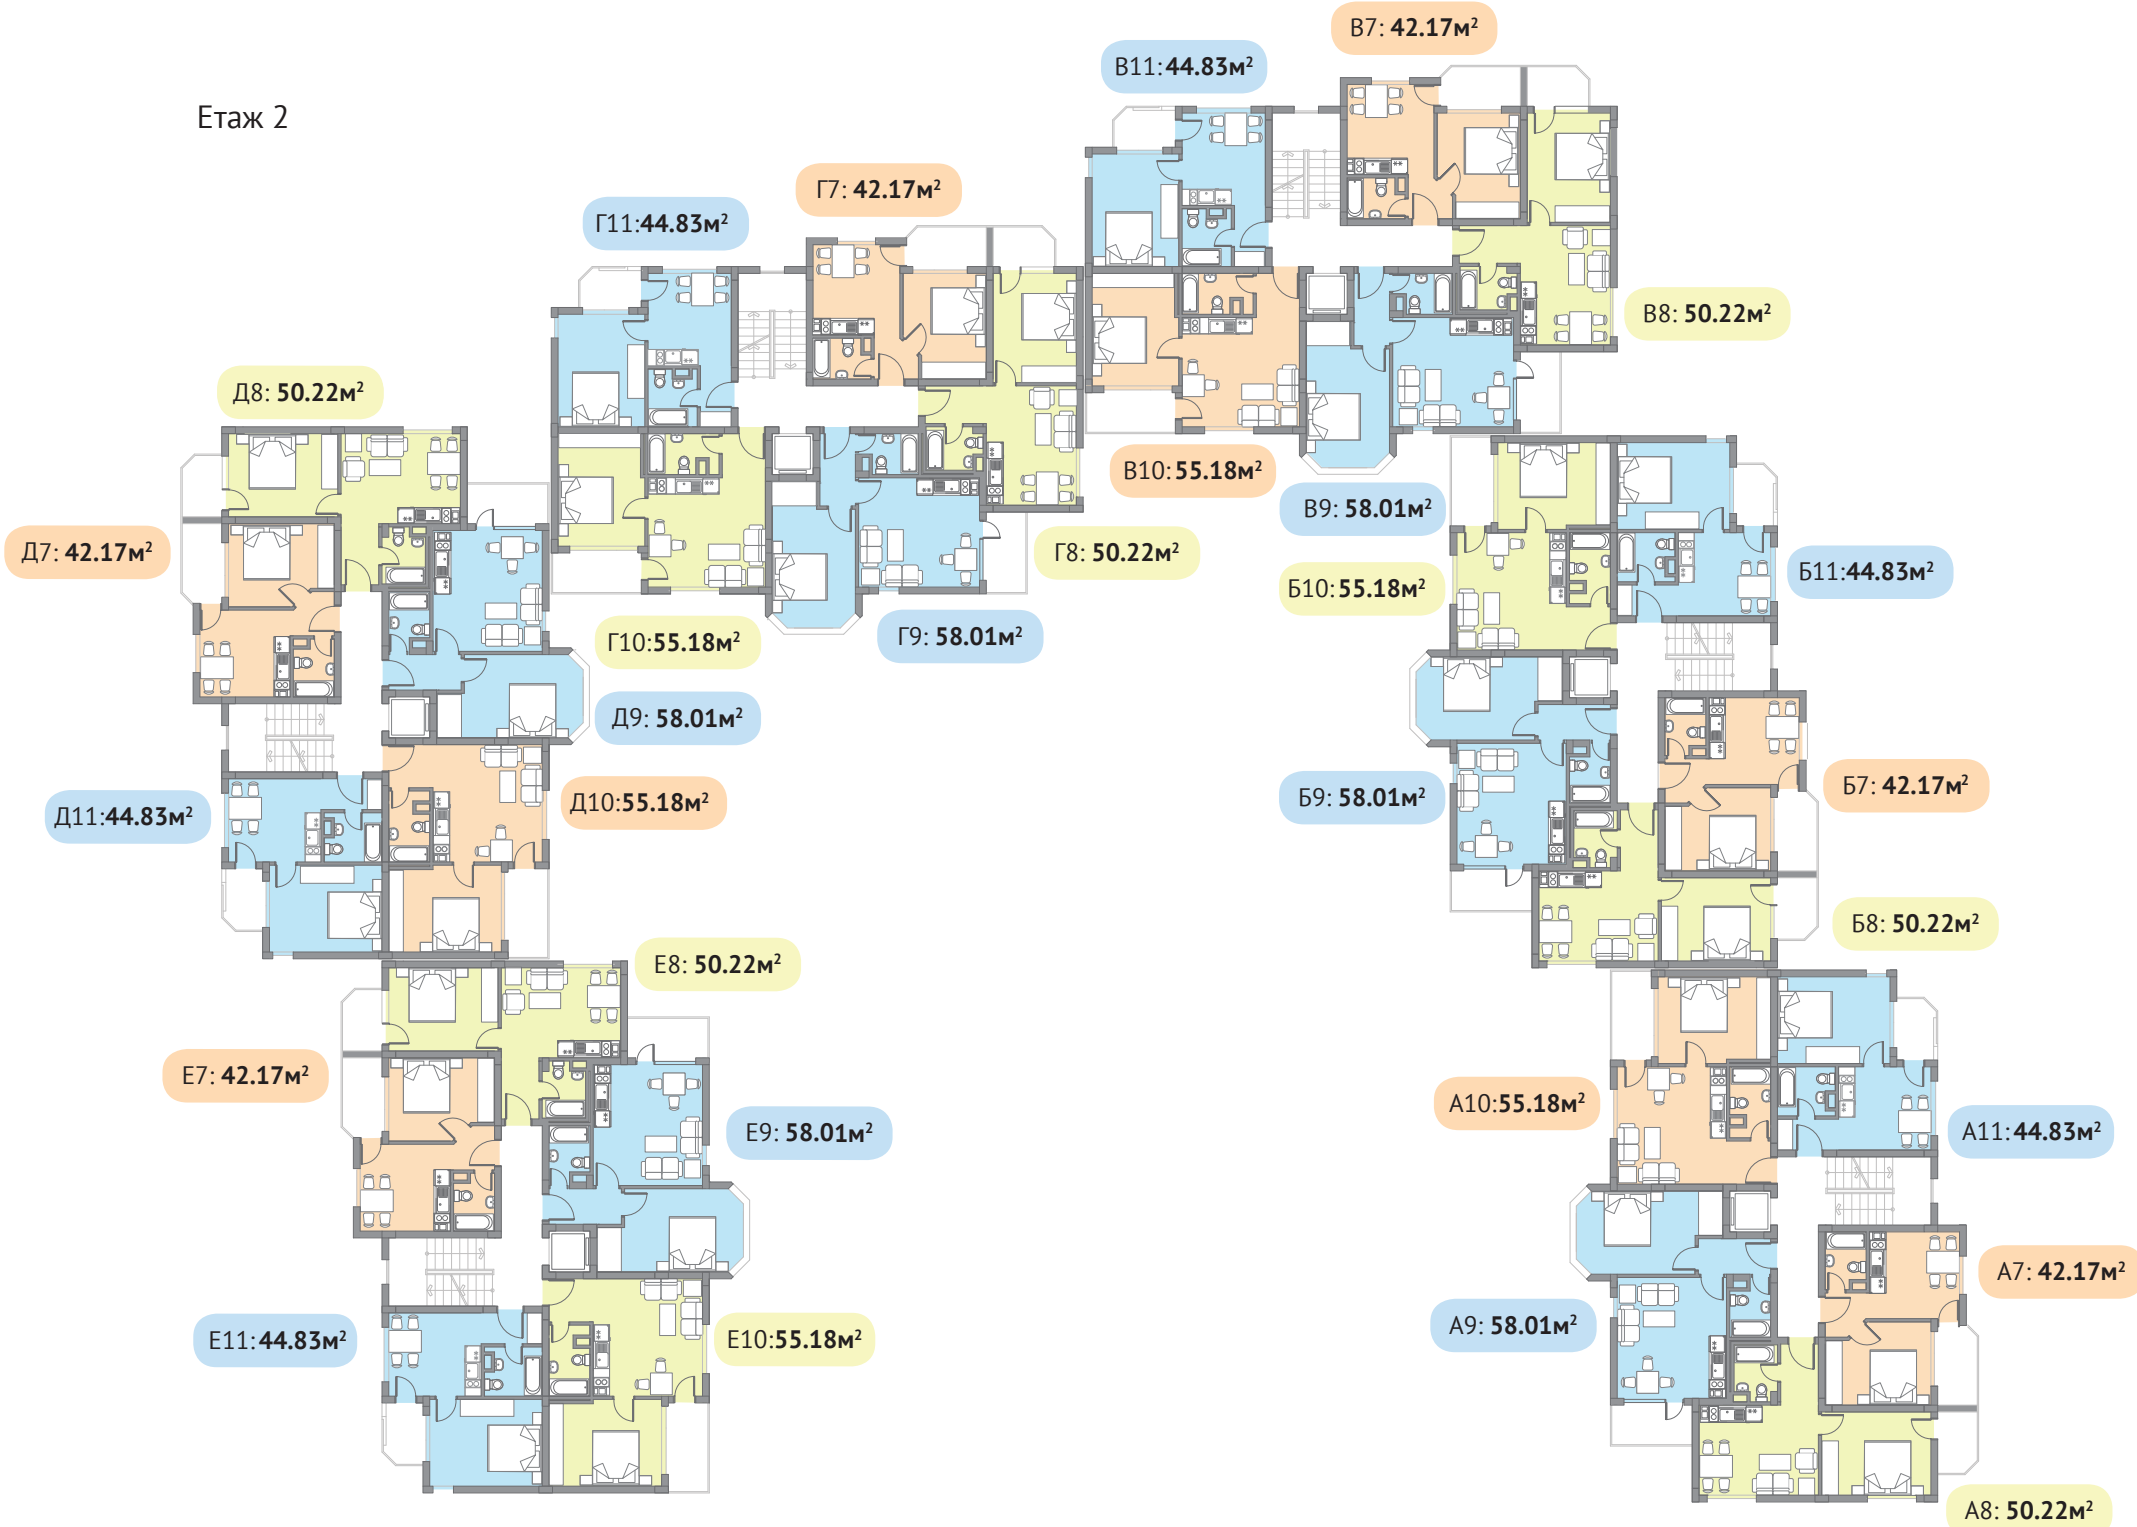 В7: 42.17м²
В11:44.83м²
Етаж 2
Г7: 42.17м²
Г11:44.83м²
В8: 50.22м²
Д8: 50.22м²
В10:55.18м²
В9: 58.01м²
Д7: 42.17м²
Г8: 50.22м²
Б11:44.83м²
Б10:55.18м²
Г10:55.18м²
Г9: 58.01м²
Д9: 58.01м²
Б7: 42.17м²
Б9: 58.01м²
Д10:55.18м²
Д11:44.83м²
Б8: 50.22м²
Е8: 50.22м²
Е7: 42.17м²
А10:55.18м²
Е9: 58.01м²
А11:44.83м²
А7: 42.17м²
А9: 58.01м²
Е11:44.83м²
Е10:55.18м²
А8: 50.22м²